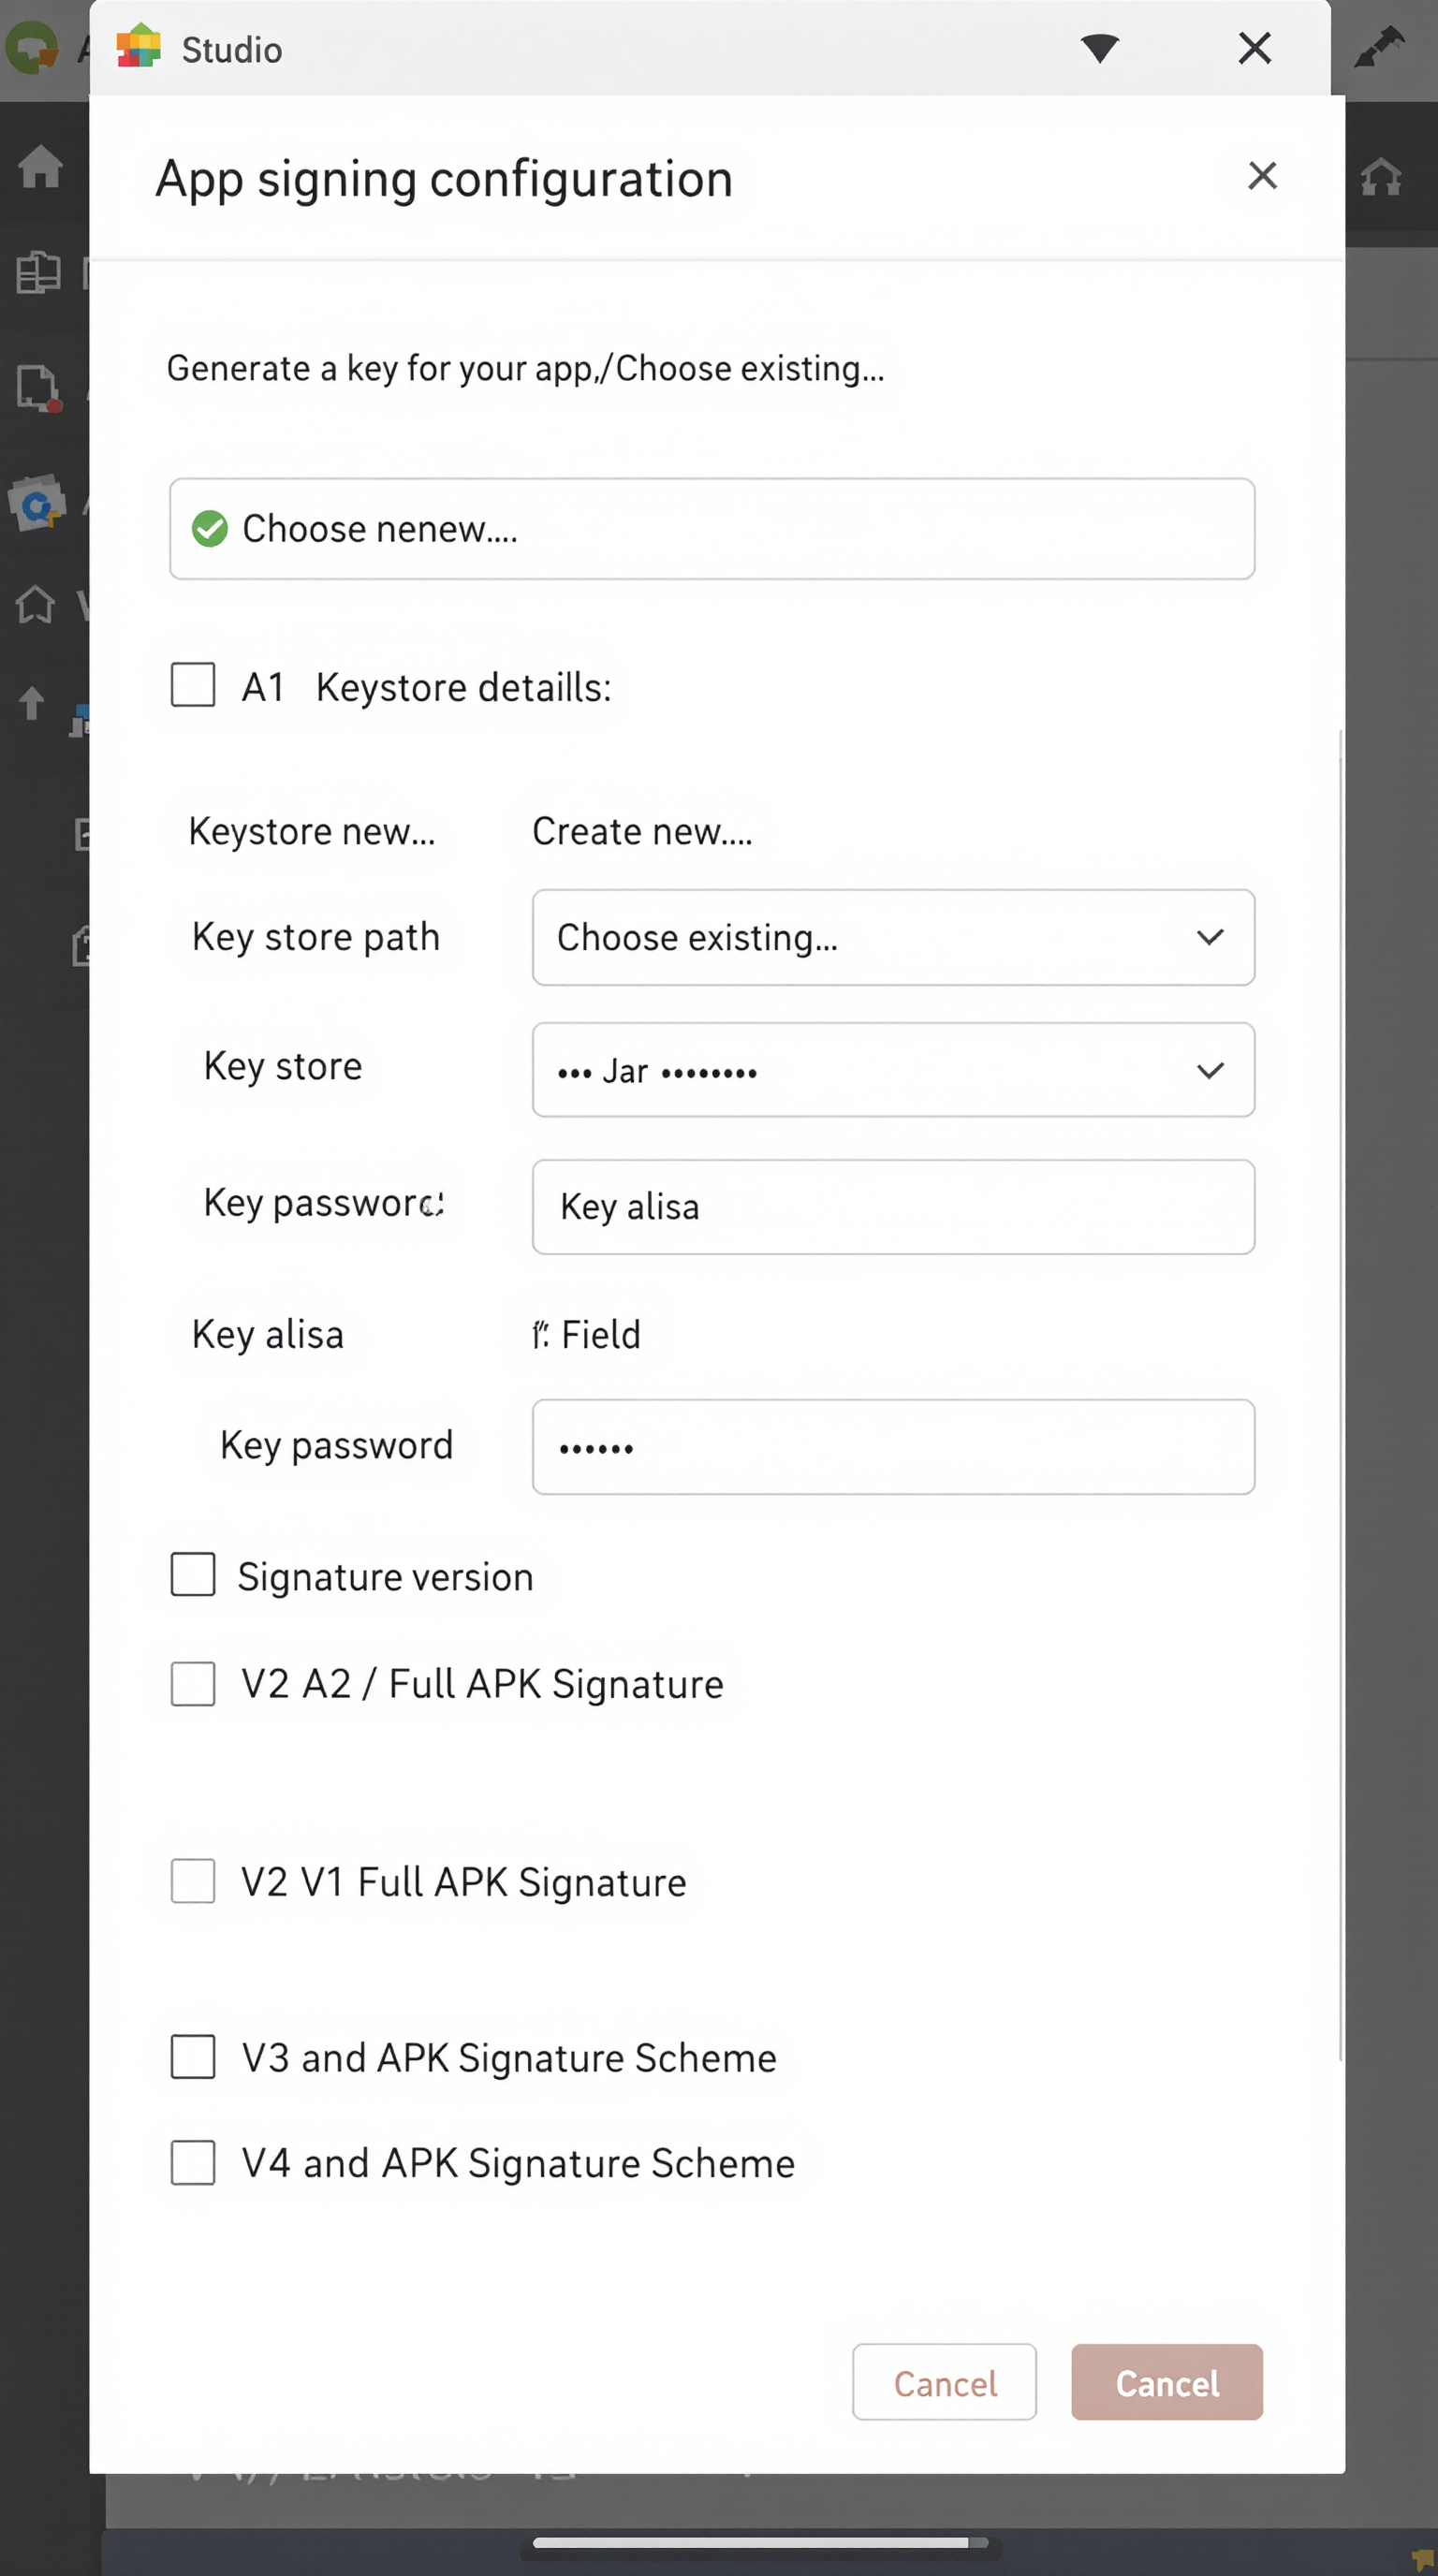 Studio
App signing configuration
Generate a key for your app,/Choose existing...
Choose nenew....
A1 Keystore detaills:
Keystore new... Create new....
Key store path Choose existing...
Key store ••• Jar ••••••••
Key password: Key alisa
Key alisa Field
Key password ••••••
Signature version
V2 A2 / Full APK Signature
V2 V1 Full APK Signature
V3 and APK Signature Scheme
V4 and APK Signature Scheme
Cancel Cancel